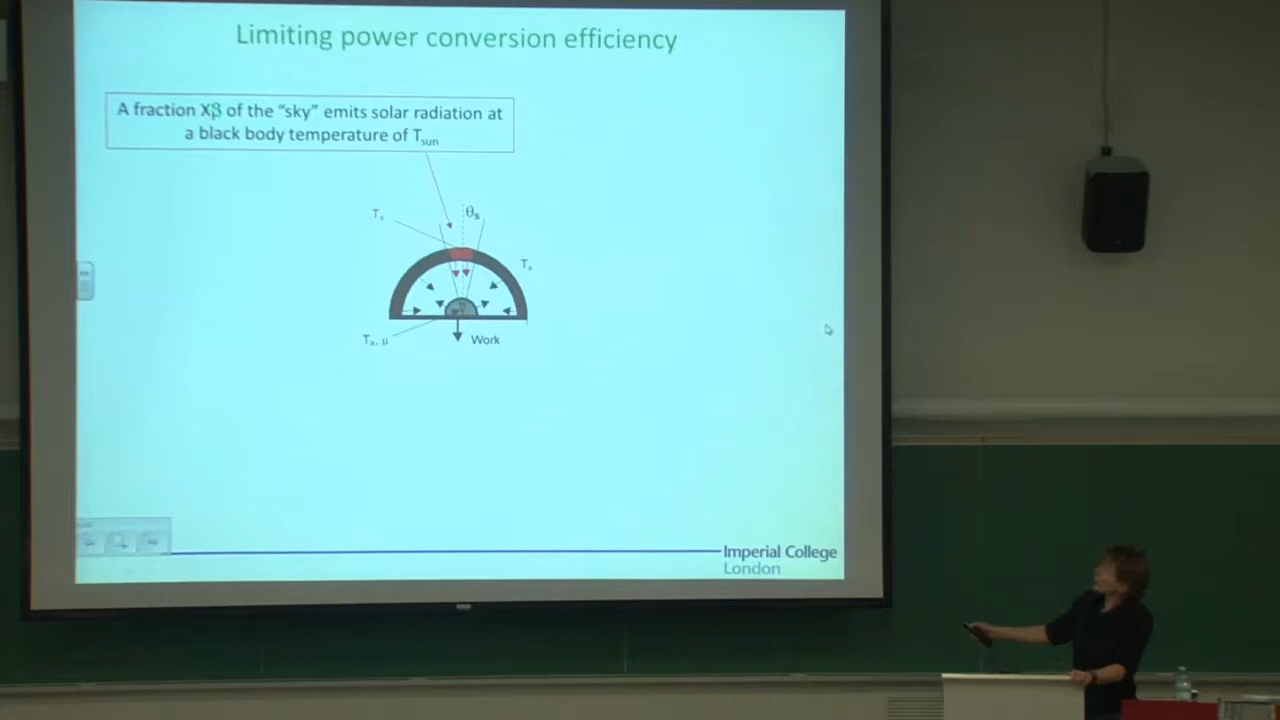 Limiting power conversion efficiency
A fraction Xβ of the “sky” emits solar radiation at
a black body temperature of Tsun
Ts
θs
Ta
Ta, μ
Work
Imperial College
London